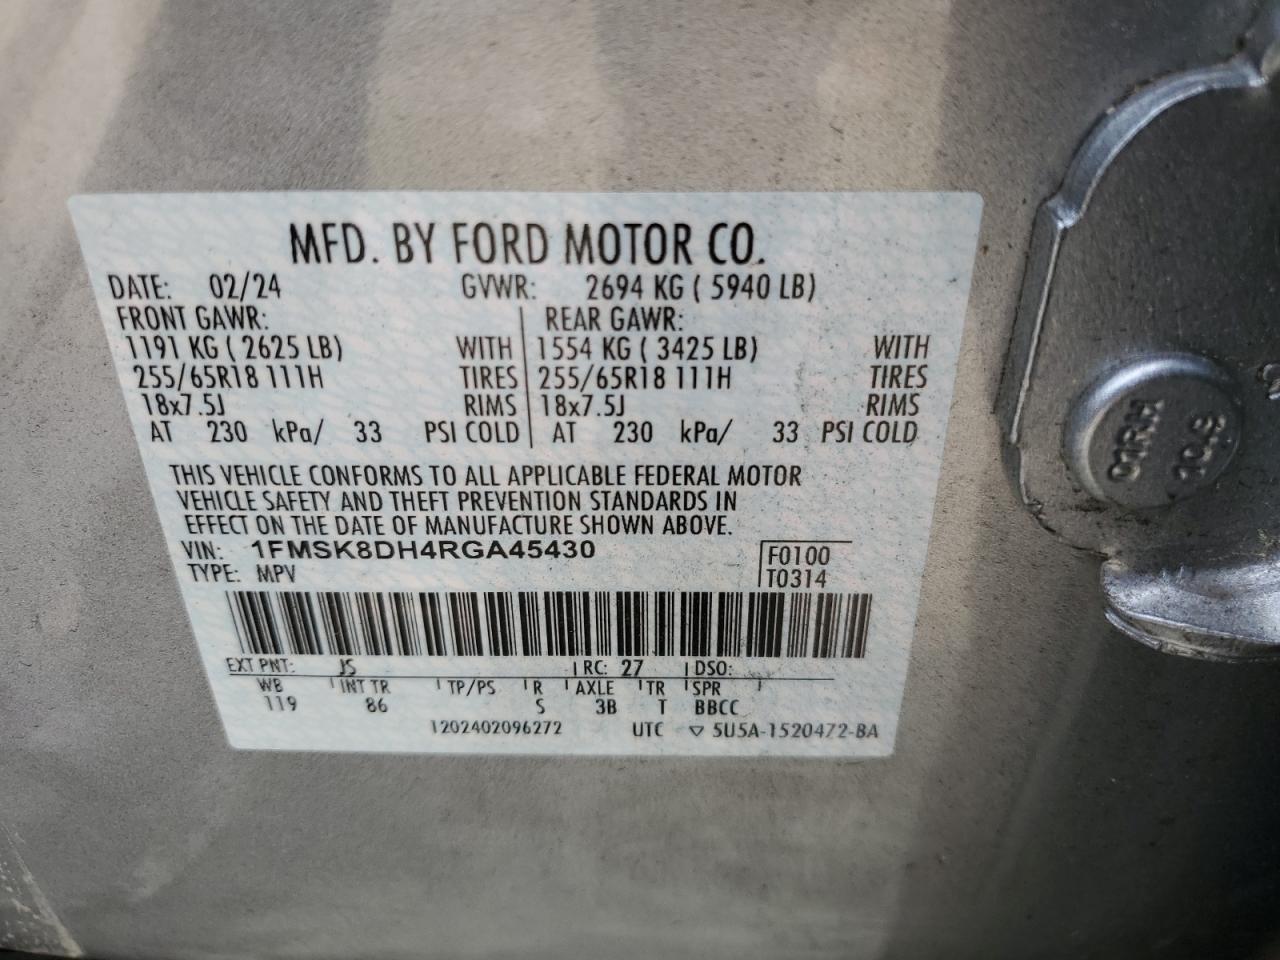 MFD. BY FORD MOTOR CO.
DATE: 02/24 GVWR: 2694 KG ( 5940 LB)
FRONT GAWR: REAR GAWR:
1191 KG ( 2625 LB) WITH 1554 KG ( 3425 LB) WITH
255/65R18 111H TIRES 255/65R18 111H TIRES
18x7.5J RIMS 18x7.5J RIMS
AT 230 kPa/ 33 PSI COLD AT 230 kPa/ 33 PSI COLD
THIS VEHICLE CONFORMS TO ALL APPLICABLE FEDERAL MOTOR
VEHICLE SAFETY AND THEFT PREVENTION STANDARDS IN
EFFECT ON THE DATE OF MANUFACTURE SHOWN ABOVE.
VIN: 1FMSK8DH4RGA45430 F0100
TYPE: MPV T0314
EXT PNT: JS RC: 27 DSO:
WB INT TR TP/PS R AXLE TR SPR
119 86 S 3B T BBCC
1202402096272 UTC ▽ 5U5A-1520472-BA